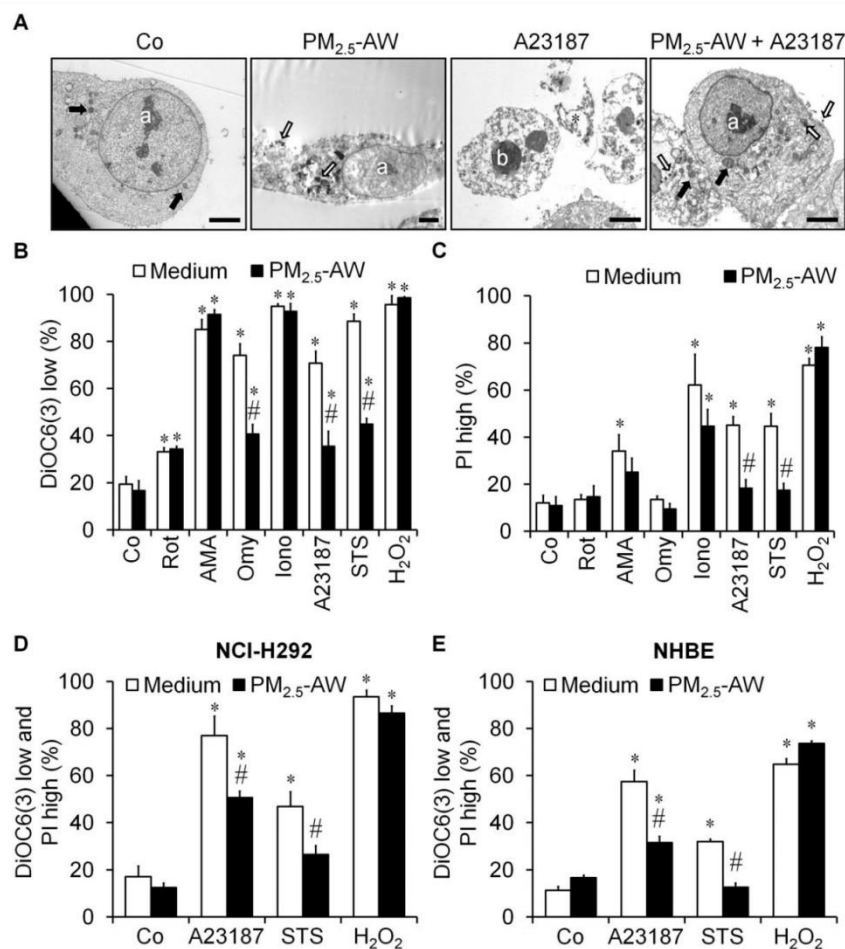 A
Co PM2.5-AW A23187 PM2.5-AW + A23187
a a b * a
B
Medium PM2.5-AW
DiOC6(3) low (%)
100
80
60
40
20
0
* * * * * * * * * * * * * *
# # #
Co Rot AMA Omy Iono A23187 STS H2O2
C
Medium PM2.5-AW
PI high (%)
100
80
60
40
20
0
* * * * * * *
# #
Co Rot AMA Omy Iono A23187 STS H2O2
D
NCI-H292
Medium PM2.5-AW
DiOC6(3) low and
PI high (%)
100
80
60
40
20
0
* * * * *
# #
Co A23187 STS H2O2
E
NHBE
Medium PM2.5-AW
DiOC6(3) low and
PI high (%)
100
80
60
40
20
0
* * * * *
# #
Co A23187 STS H2O2